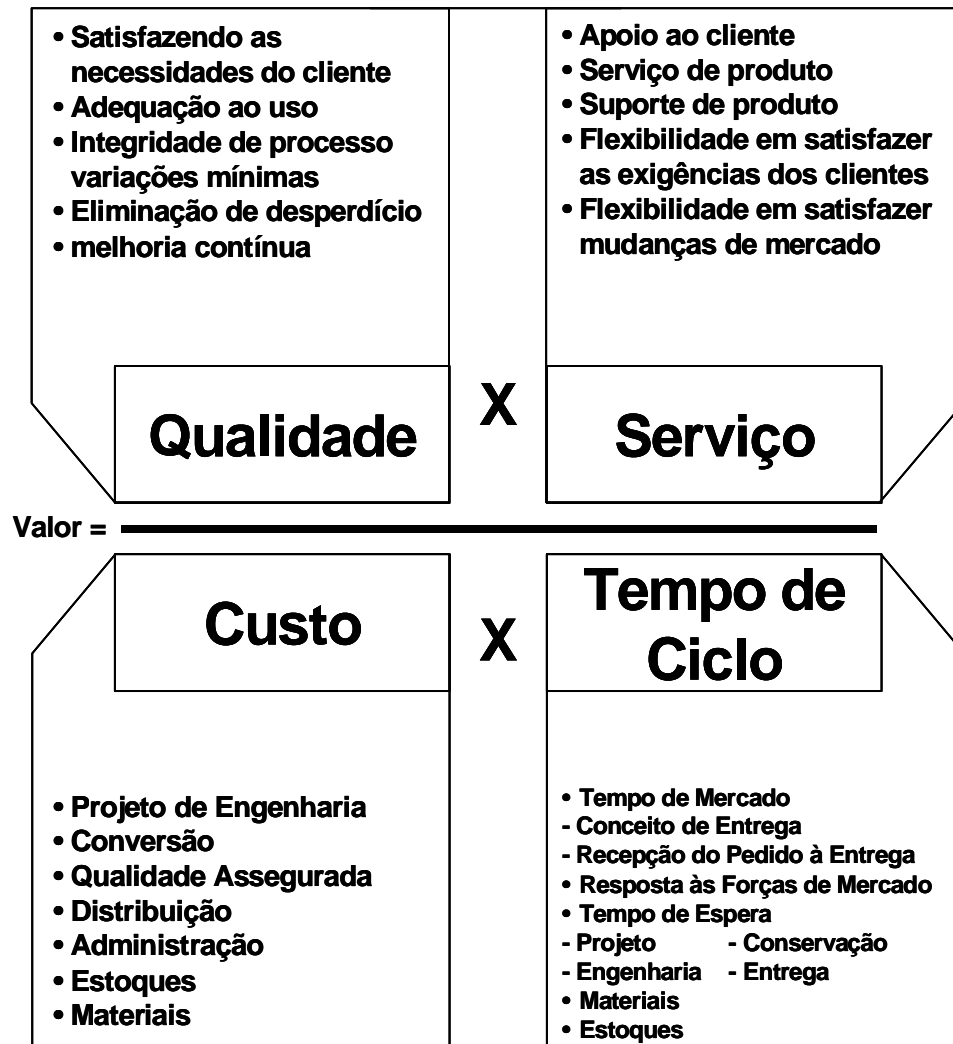 • Satisfazendo as
necessidades do cliente
• Adequação ao uso
• Integridade de processo
variações mínimas
• Eliminação de desperdício
• melhoria contínua
• Apoio ao cliente
• Serviço de produto
• Suporte de produto
• Flexibilidade em satisfazer
as exigências dos clientes
• Flexibilidade em satisfazer
mudanças de mercado
Qualidade
X
Serviço
Valor =
Custo
X
Tempo de
Ciclo
• Projeto de Engenharia
• Conversão
• Qualidade Assegurada
• Distribuição
• Administração
• Estoques
• Materiais
• Tempo de Mercado
- Conceito de Entrega
- Recepção do Pedido à Entrega
• Resposta às Forças de Mercado
• Tempo de Espera
- Projeto - Conservação
- Engenharia - Entrega
• Materiais
• Estoques